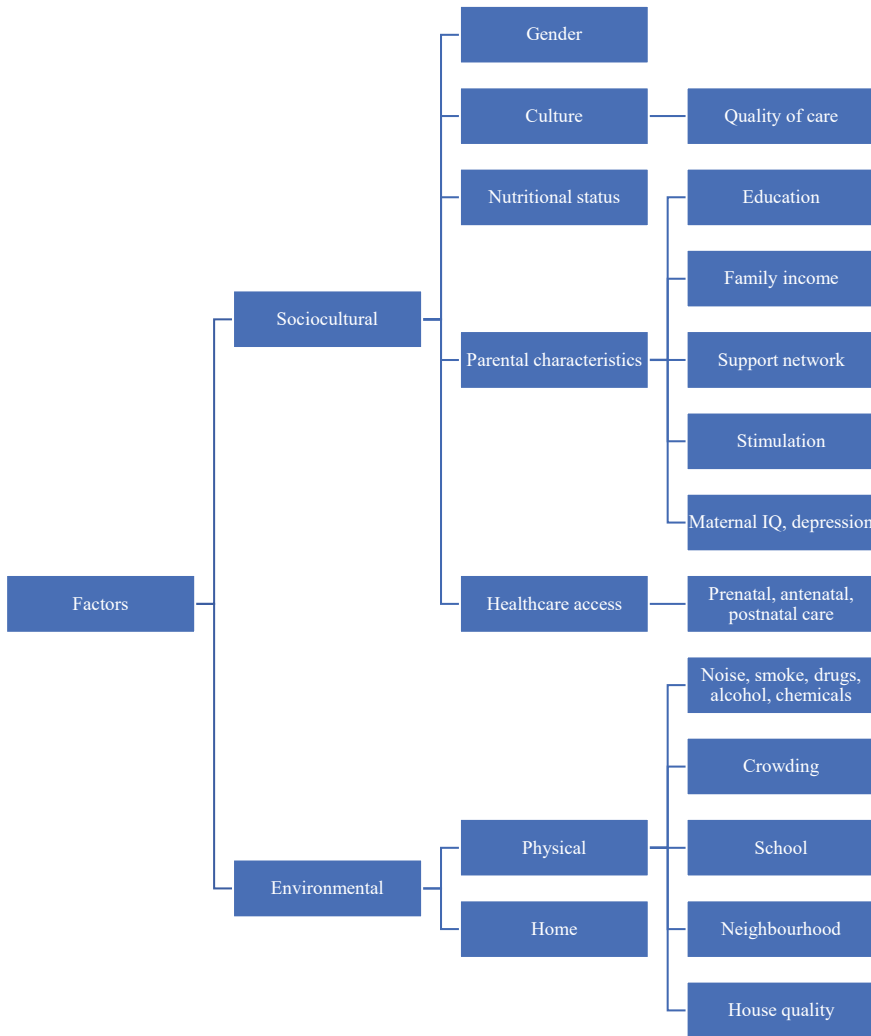 Gender
Culture
Quality of care
Nutritional status
Education
Family income
Sociocultural
Parental characteristics
Support network
Stimulation
Maternal IQ, depression
Factors
Healthcare access
Prenatal, antenatal,
postnatal care
Noise, smoke, drugs,
alcohol, chemicals
Crowding
Physical
School
Environmental
Home
Neighbourhood
House quality